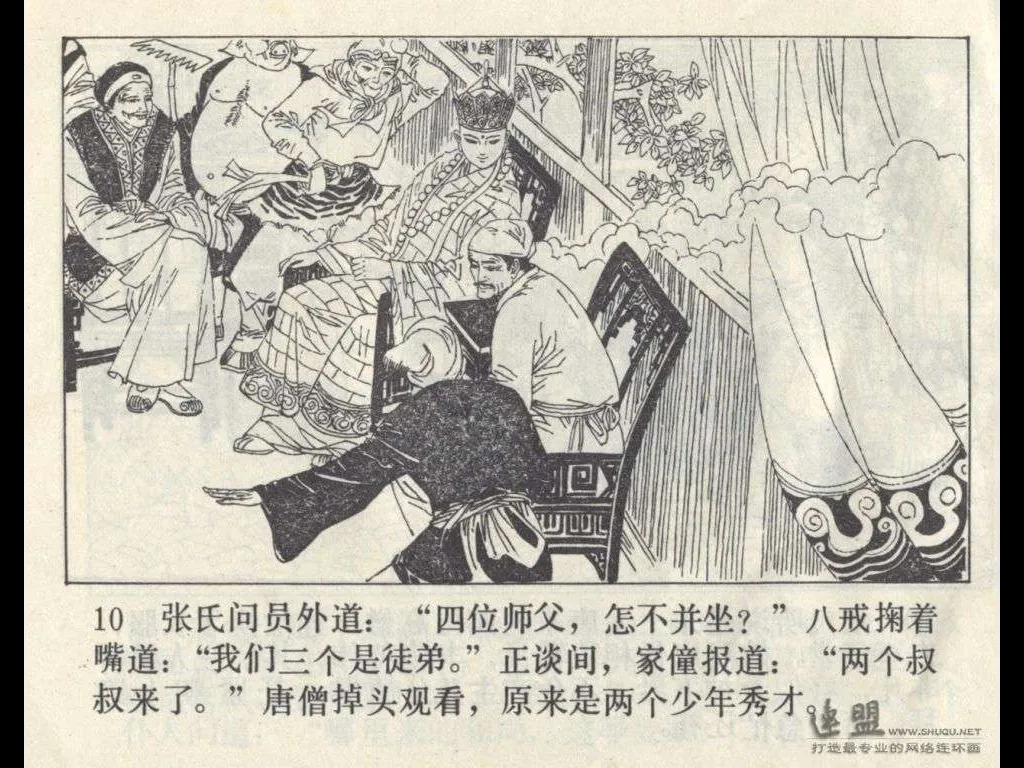 10 张氏问员外道：“四位师父，怎不并坐？”八戒掬着
嘴道：“我们三个是徒弟。”正谈间，家僮报道：“两个叔
叔来了。”唐僧掉头观看，原来是两个少年秀才。
连盟 WWW.SHUQU.NET
打造最专业的网络连环画